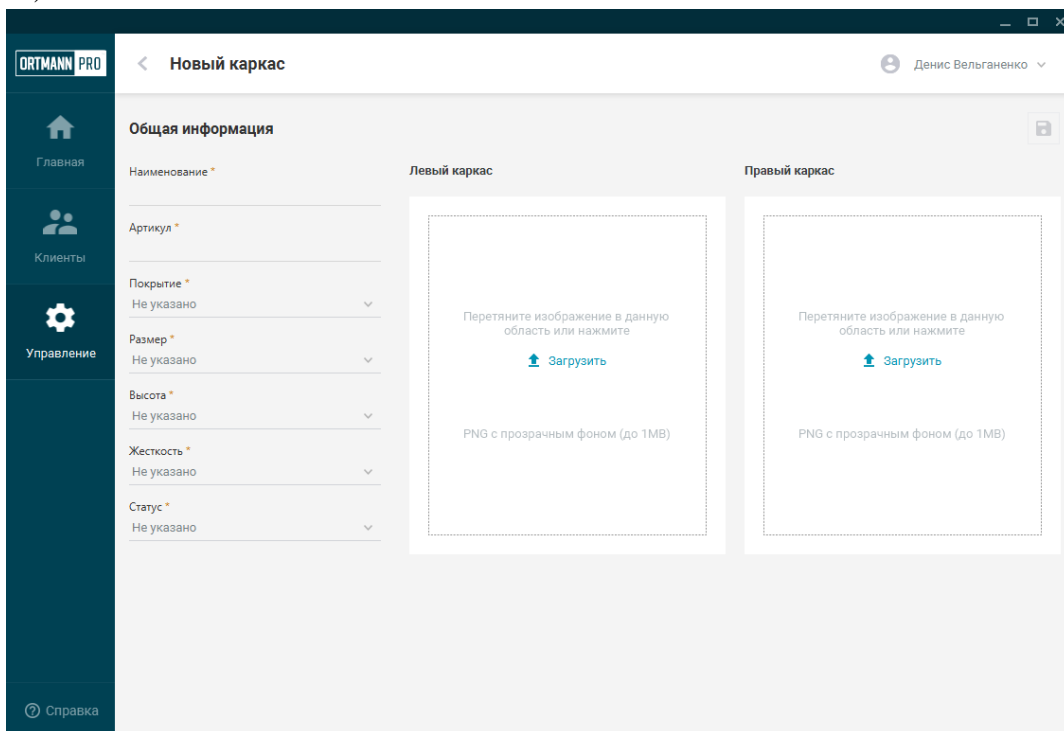 ORTMANN PRO
Новый каркас
Денис Вельганенко
Главная
Клиенты
Управление
Справка
Общая информация
Наименование *
Артикул *
Покрытие *
Не указано
Размер *
Не указано
Высота *
Не указано
Жесткость *
Не указано
Статус *
Не указано
Левый каркас
Перетяните изображение в данную
область или нажмите
Загрузить
PNG с прозрачным фоном (до 1MB)
Правый каркас
Перетяните изображение в данную
область или нажмите
Загрузить
PNG с прозрачным фоном (до 1MB)